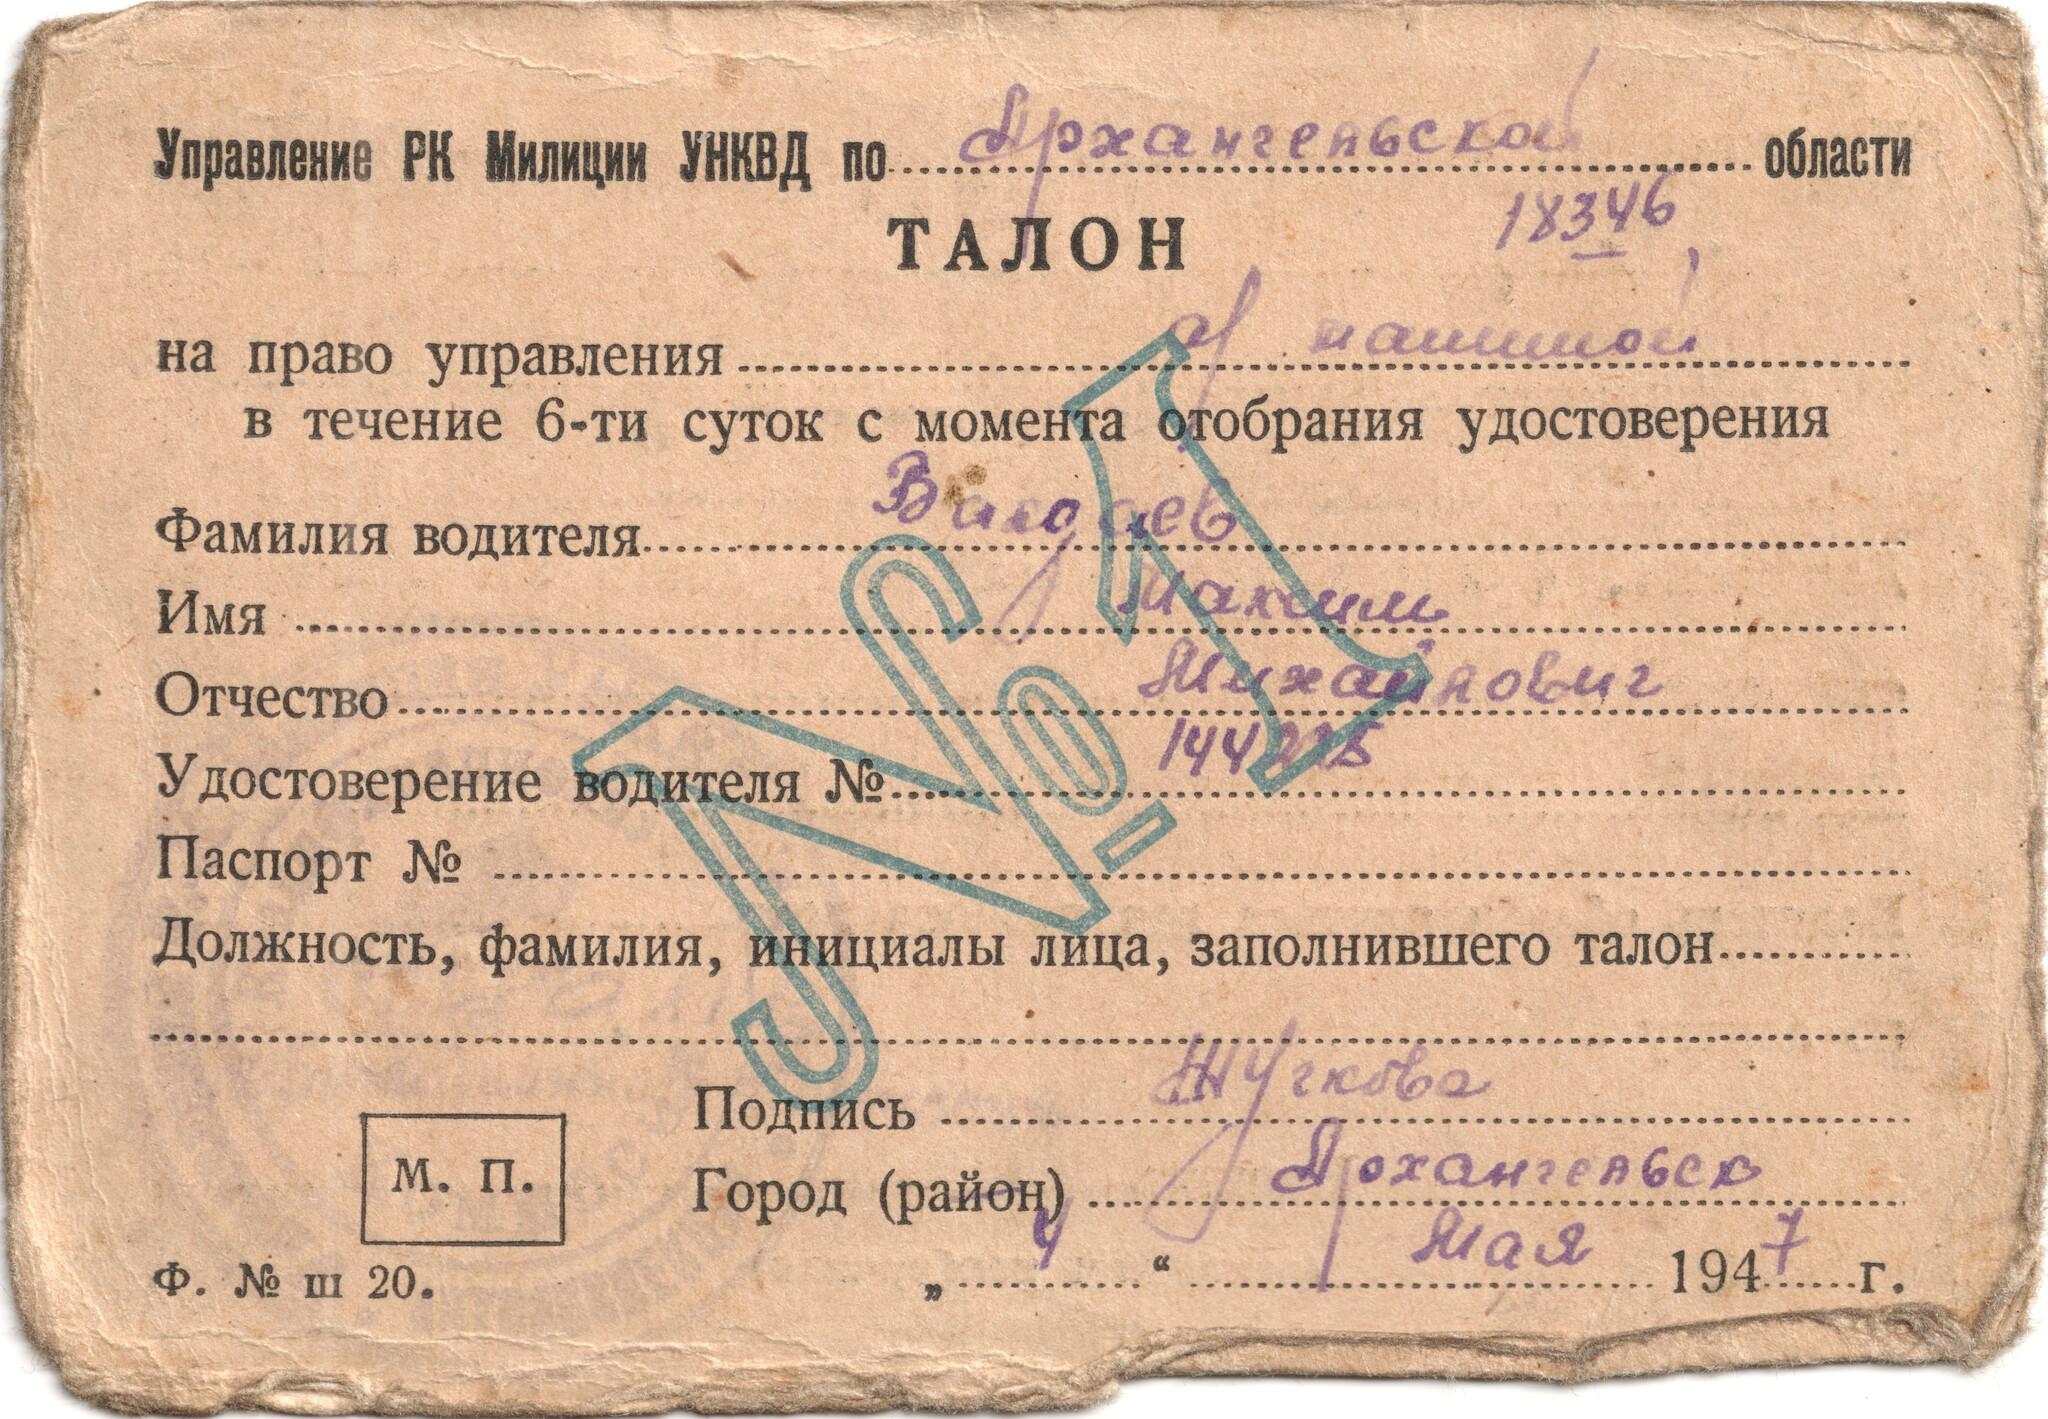 Управление РК Милиции УНКВД по Архангельской области
ТАЛОН
18346
на право управления а/машиной
в течение 6-ти суток с момента отобрания удостоверения
Фамилия водителя
Имя Максим
Отчество Михайлович
Удостоверение водителя № 144225
Паспорт №
Должность, фамилия, инициалы лица, заполнившего талон
№ 1
Подпись
Город (район) Архангельск
М. П.
„4“ Мая 1947 г.
Ф. № ш 20.